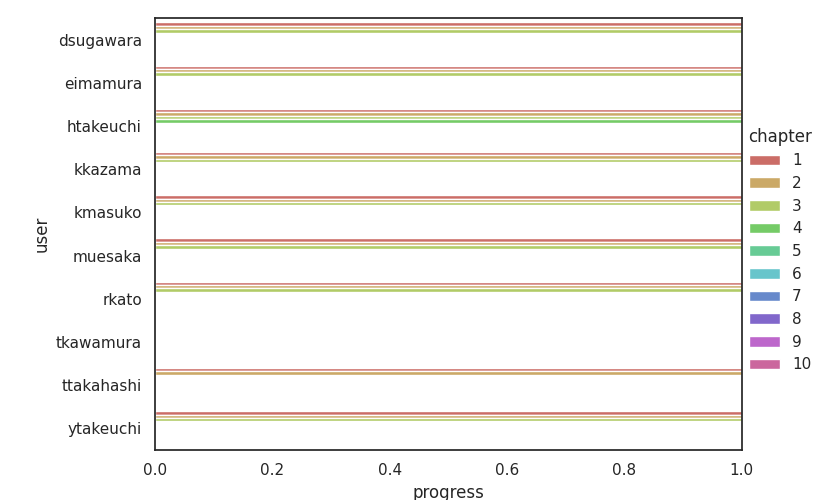 dsugawara
eimamura
htakeuchi
kkazama
kmasuko
muesaka
rkato
tkawamura
ttakahashi
ytakeuchi
user
0.0 0.2 0.4 0.6 0.8 1.0
progress
chapter
1
2
3
4
5
6
7
8
9
10